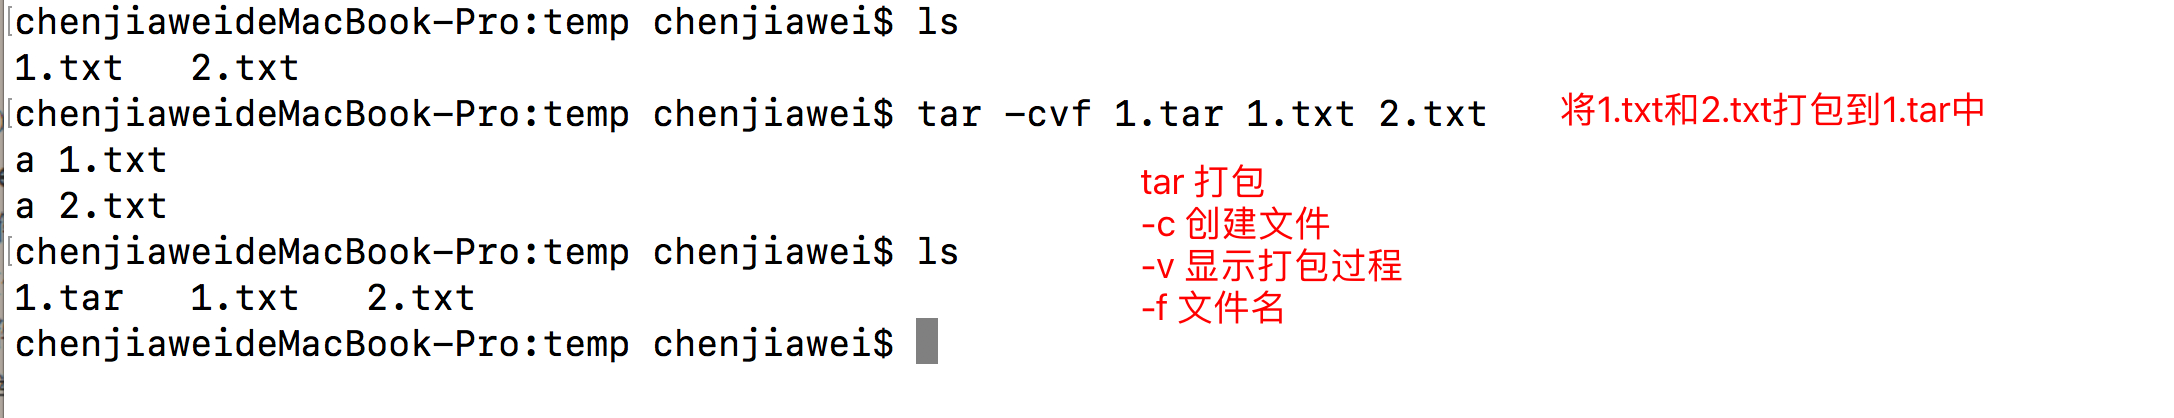 chenjiaweideMacBook-Pro:temp chenjiawei$ ls
1.txt 2.txt
chenjiaweideMacBook-Pro:temp chenjiawei$ tar -cvf 1.tar 1.txt 2.txt 将1.txt和2.txt打包到1.tar中
a 1.txt
tar 打包
a 2.txt
-c 创建文件
chenjiaweideMacBook-Pro:temp chenjiawei$ ls
-v 显示打包过程
1.tar 1.txt 2.txt
-f 文件名
chenjiaweideMacBook-Pro:temp chenjiawei$